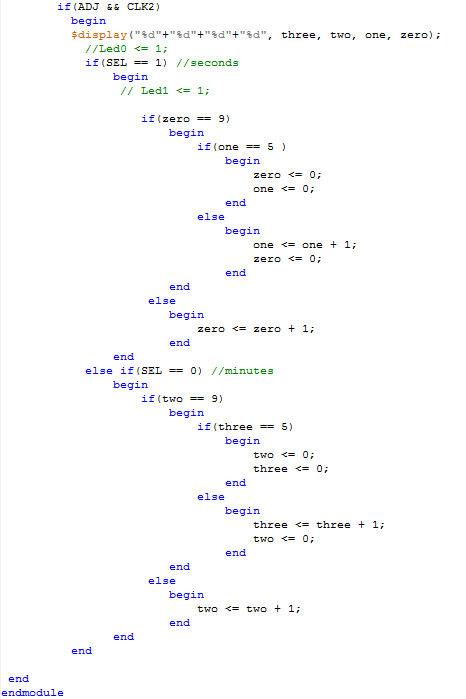 if(ADJ && CLK2)
begin
$display("%d"+"%d"+"%d"+"%d", three, two, one, zero);
//Led0 <= 1;
if(SEL == 1) //seconds
begin
// Led1 <= 1;
if(zero == 9)
begin
if(one == 5 )
begin
zero <= 0;
one <= 0;
end
else
begin
one <= one + 1;
zero <= 0;
end
end
else
begin
zero <= zero + 1;
end
end
else if(SEL == 0) //minutes
begin
if(two == 9)
begin
if(three == 5)
begin
two <= 0;
three <= 0;
end
else
begin
three <= three + 1;
two <= 0;
end
end
else
begin
two <= two + 1;
end
end
end
end
endmodule